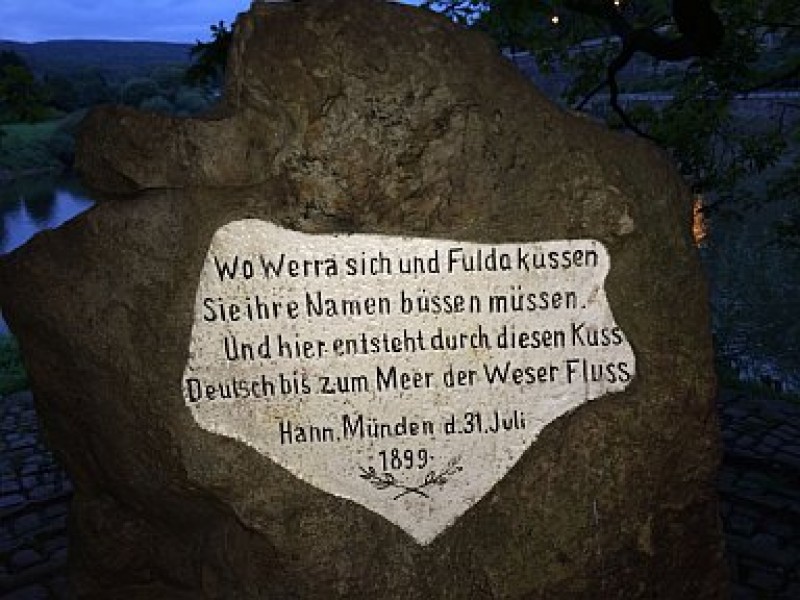 Wo Werra sich und Fulda küssen
Sie ihre Namen büssen müssen.
Und hier entsteht durch diesen Kuss
Deutsch bis zum Meer der Weser Fluss.
Hann. Münden d. 31. Juli
1899.